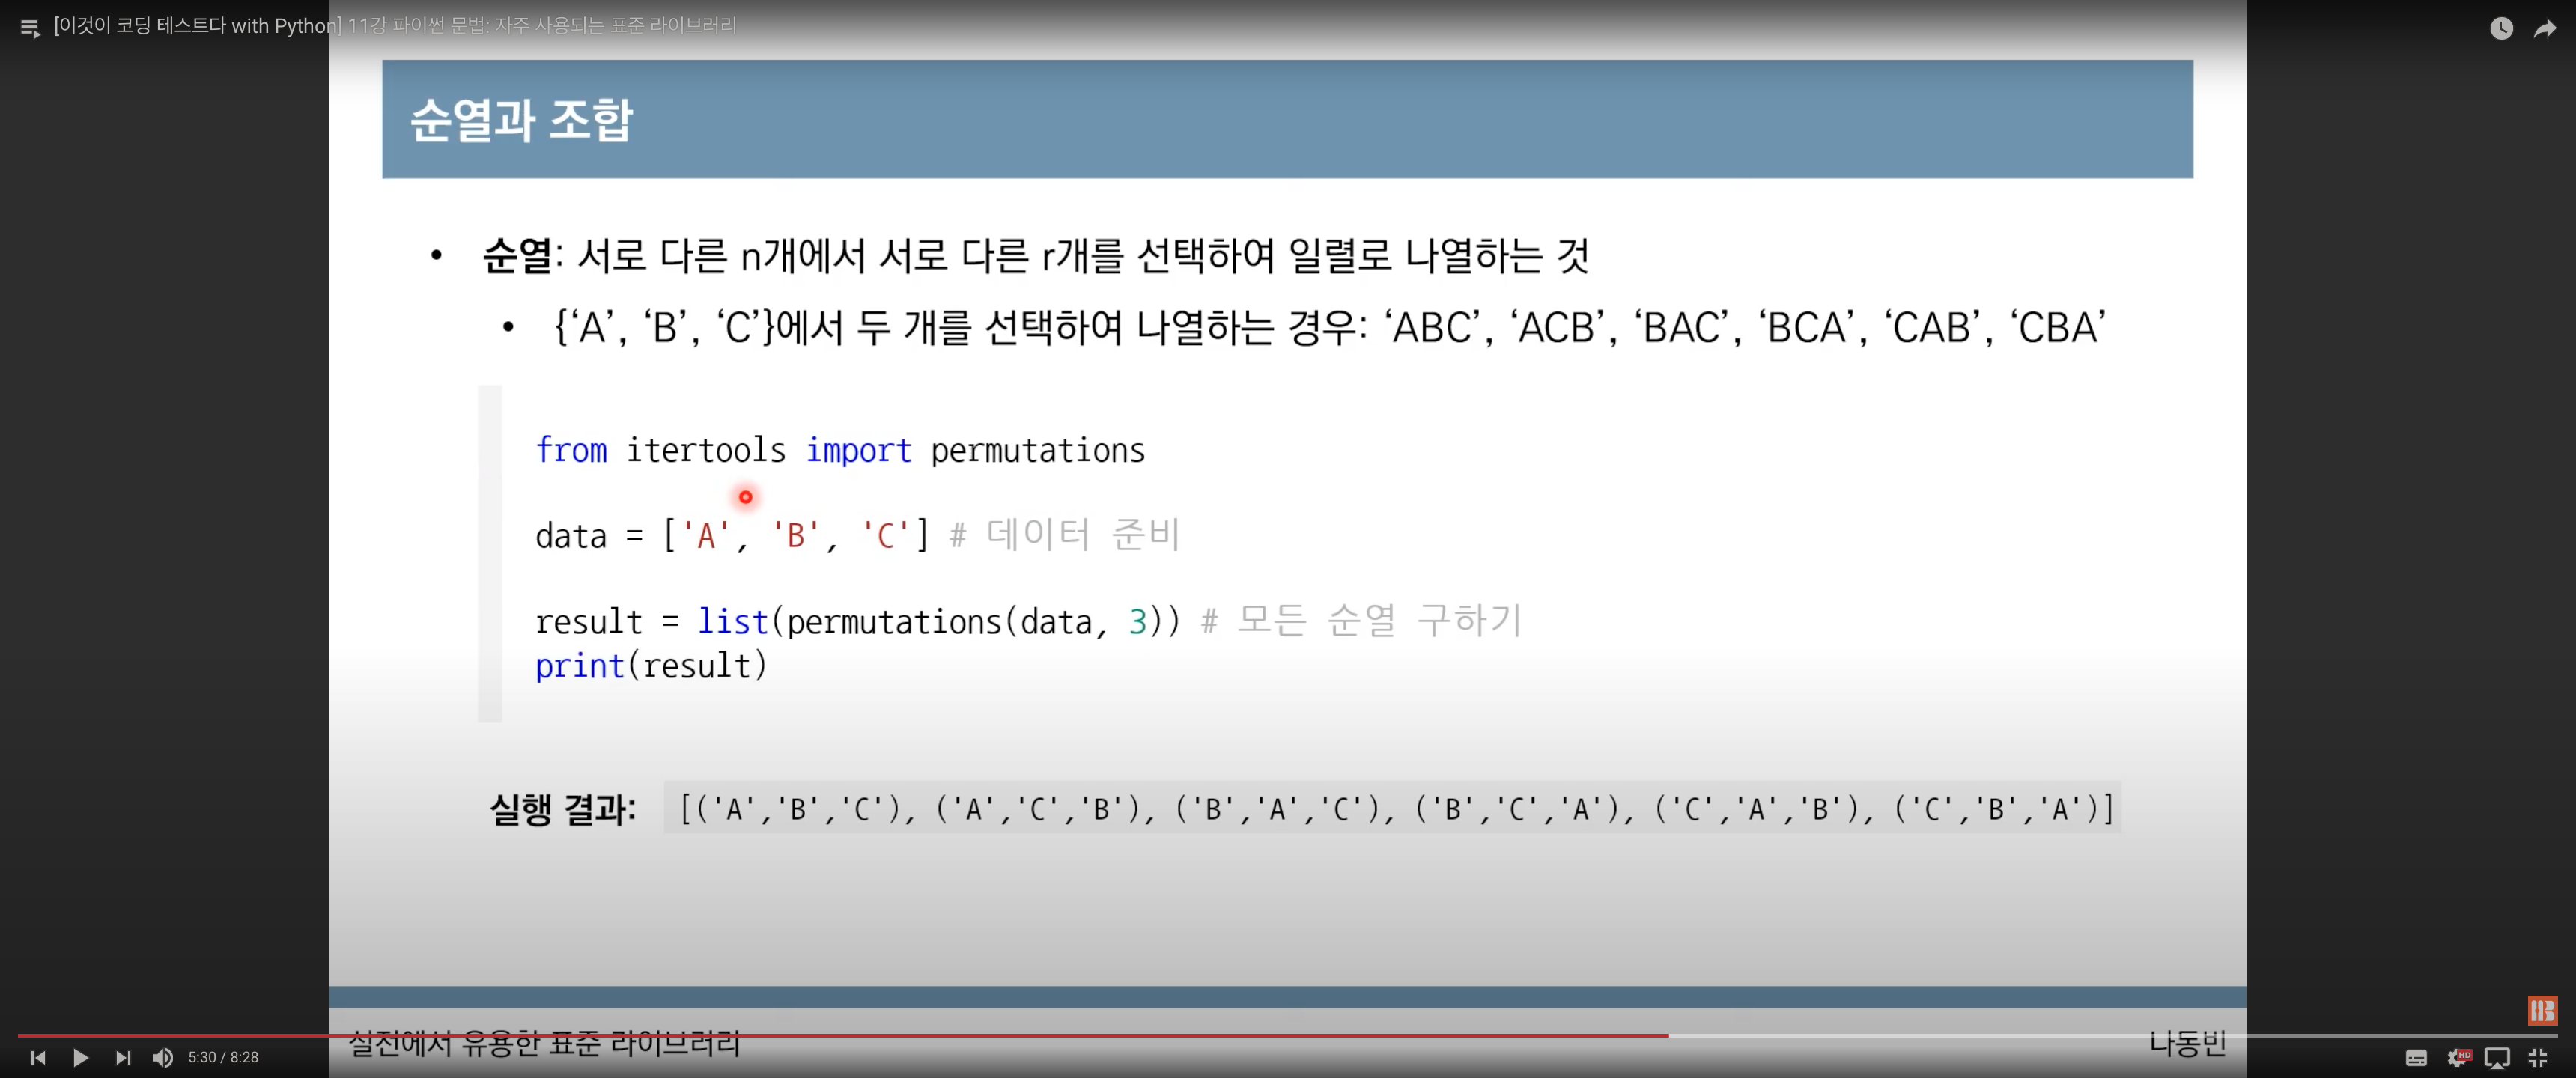 [이것이 코딩 테스트다 with Python] 11강 파이썬 문법: 자주 사용되는 표준 라이브러리
순열과 조합
• 순열: 서로 다른 n개에서 서로 다른 r개를 선택하여 일렬로 나열하는 것
• {‘A’, ‘B’, ‘C’}에서 두 개를 선택하여 나열하는 경우: ‘ABC’, ‘ACB’, ‘BAC’, ‘BCA’, ‘CAB’, ‘CBA’
from itertools import permutations
data = ['A', 'B', 'C'] # 데이터 준비
result = list(permutations(data, 3)) # 모든 순열 구하기
print(result)
실행 결과: [('A','B','C'), ('A','C','B'), ('B','A','C'), ('B','C','A'), ('C','A','B'), ('C','B','A')]
실전에서 유용한 표준 라이브러리
나동빈
5:30 / 8:28
HD